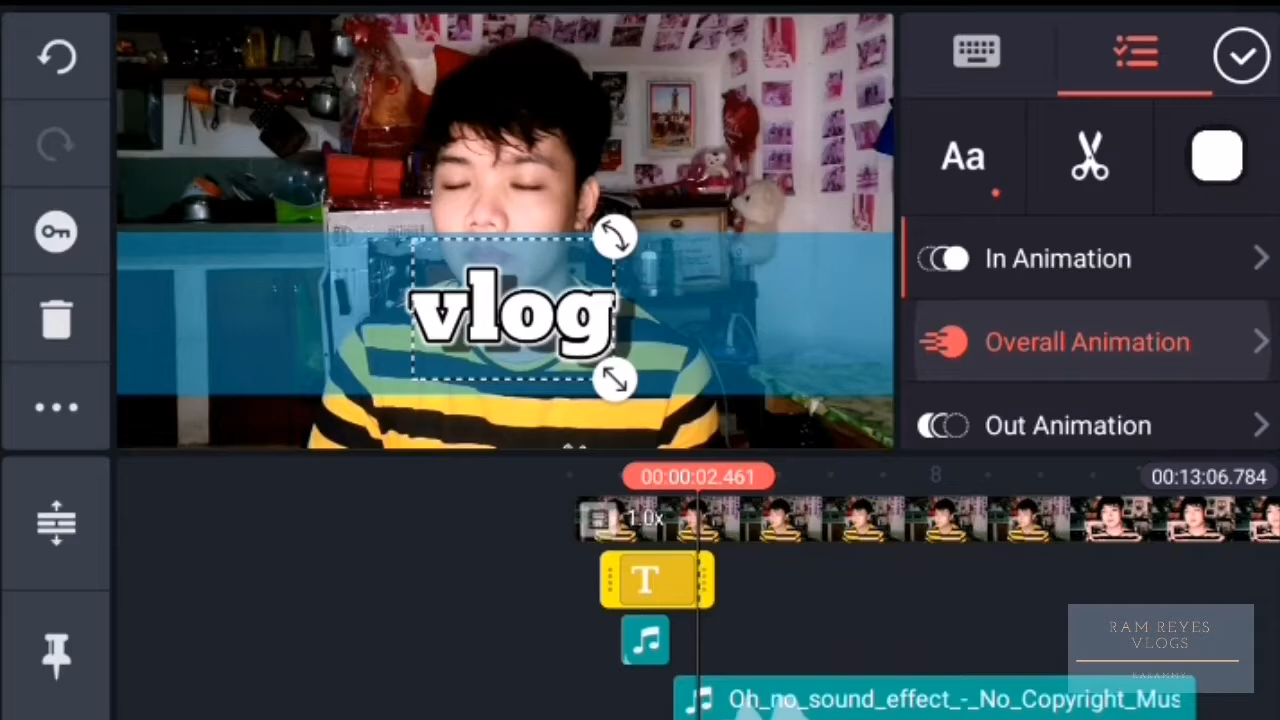 Aa
In Animation
vlog
Overall Animation
Out Animation
00:00:02.461
8
00:13:06.784
1.0x
T
RAM REYES
VLOGS
Oh_no_sound_effect_-_No_Copyright_Mus